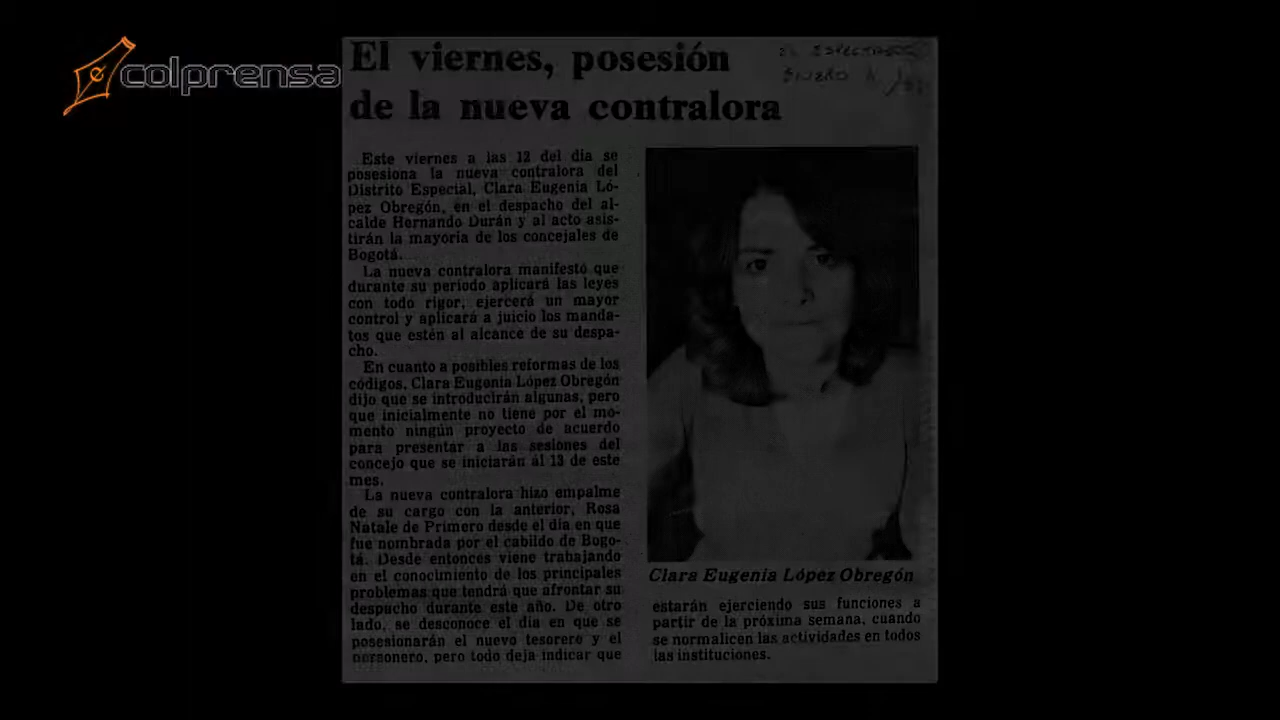 colprensa
El viernes, posesión
de la nueva contralora
EL ESPECTADOR
ENERO
Este viernes a las 12 del día se
posesiona la nueva contralora del
Distrito Especial, Clara Eugenia Ló-
pez Obregón, en el despacho del al-
calde Hernando Durán y al acto asis-
tirán la mayoría de los concejales de
Bogotá.
La nueva contralora manifestó que
durante su período aplicará las leyes
con todo rigor, ejercerá un mayor
control y aplicará a juicio los manda-
tos que estén al alcance de su despa-
cho.
En cuanto a posibles reformas de los
códigos, Clara Eugenia López Obregón
dijo que se introducirán algunas, pero
que inicialmente no tiene por el mo-
mento ningún proyecto de acuerdo
para presentar a las sesiones del
concejo que se iniciarán ál 13 de este
mes.
La nueva contralora hizo empalme
de su cargo con la anterior, Rosa
Natale de Primero desde el día en que
fue nombrada por el cabildo de Bogo-
tá. Desde entonces viene trabajando
en el conocimiento de los principales
problemas que tendrá que afrontar su
despucho durante este año. De otro
lado, se desconoce el día en que se
posesionarán el nuevo tesorero y el
personero, pero todo deja indicar que
Clara Eugenia López Obregón
estarán ejerciendo sus funciones a
partir de la próxima semana, cuando
se normalicen las actividades en todos
las instituciones.